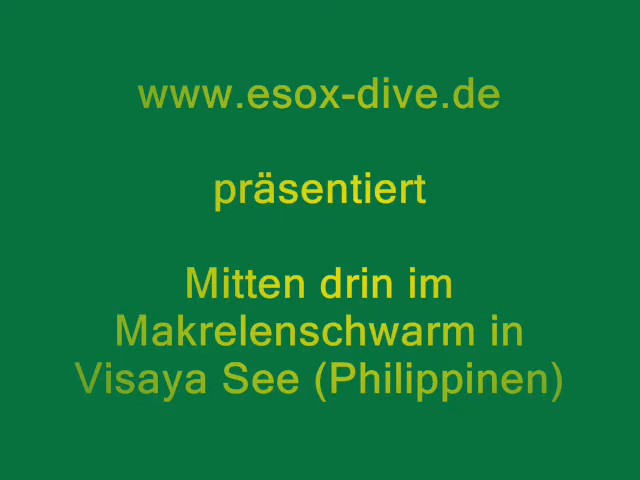 www.esox-dive.de
präsentiert
Mitten drin im
Makrelenschwarm in
Visaya See (Philippinen)